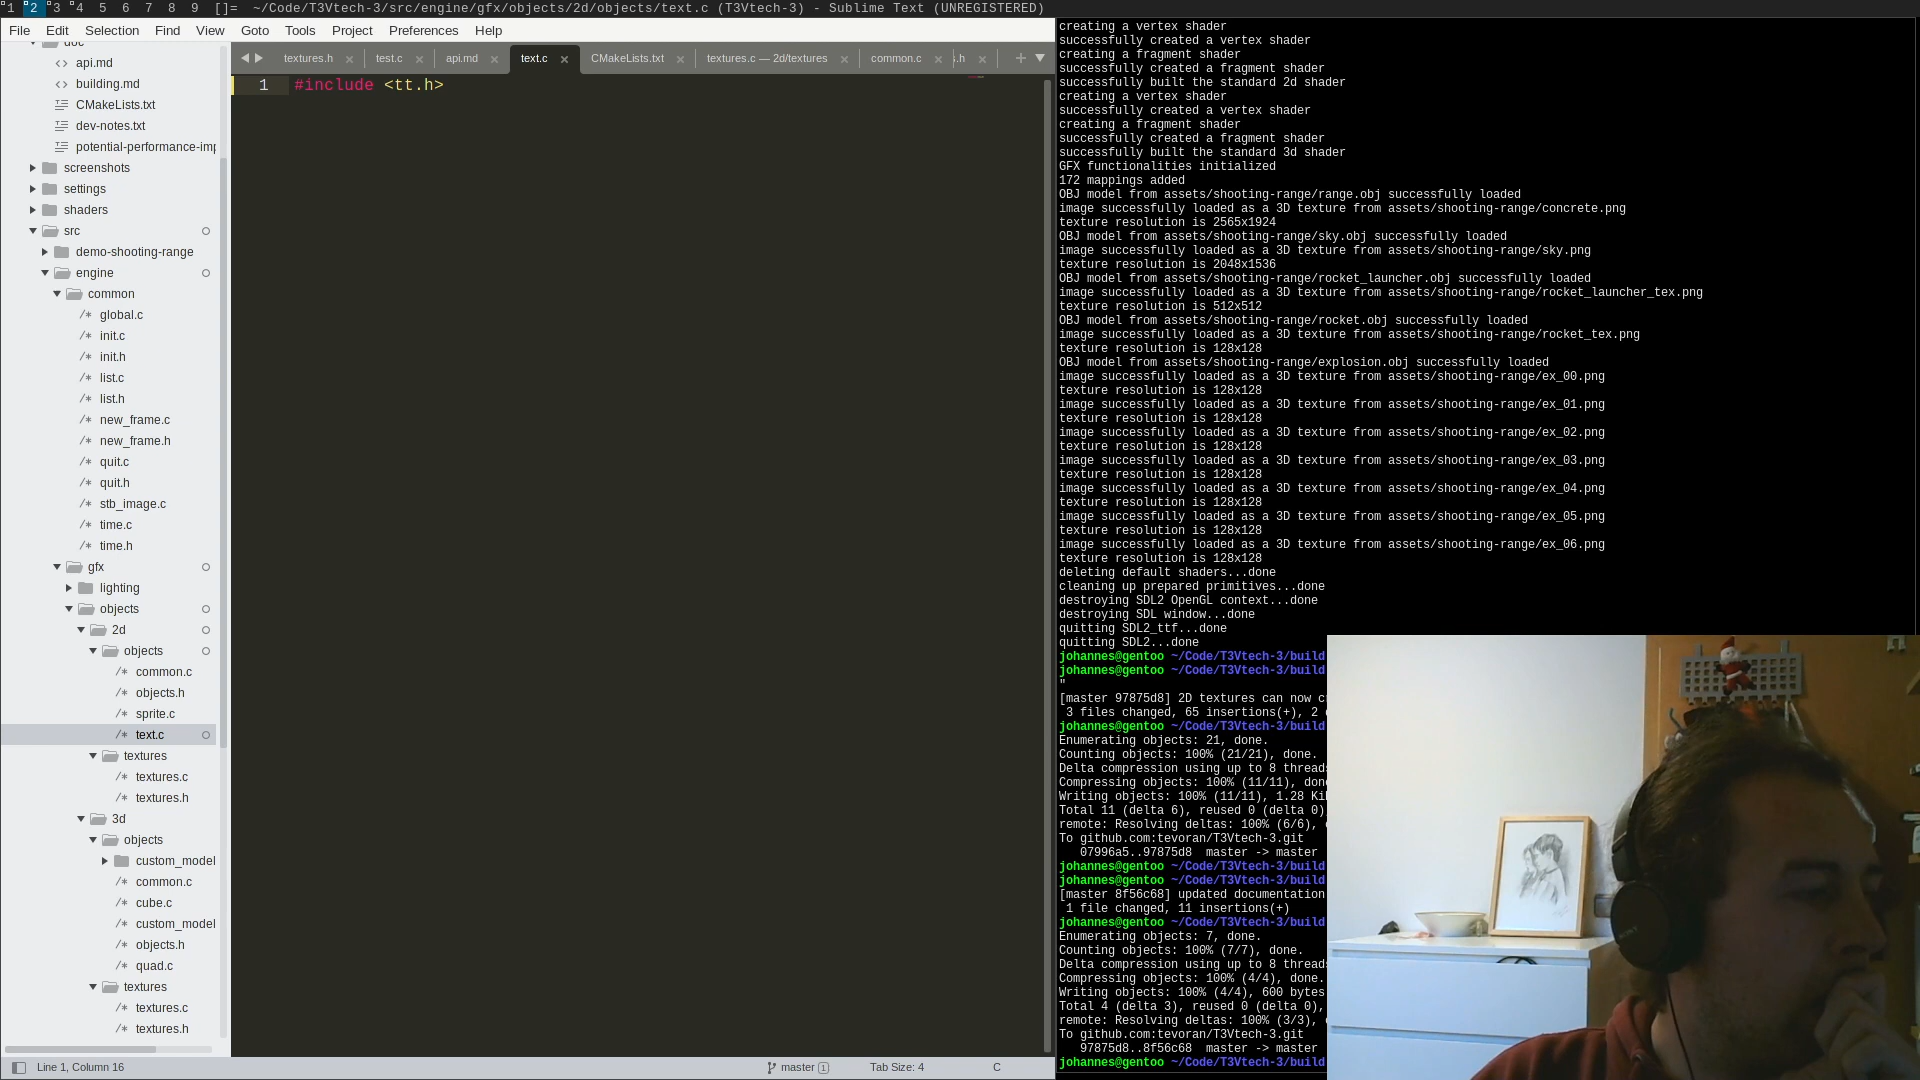 1 2 3 4 5 6 7 8 9 []= ~/Code/T3Vtech-3/src/engine/gfx/objects/2d/objects/text.c (T3Vtech-3) - Sublime Text (UNREGISTERED)
File Edit Selection Find View Goto Tools Project Preferences Help
doc
api.md
building.md
CMakeLists.txt
dev-notes.txt
potential-performance-imp
screenshots
settings
shaders
src
demo-shooting-range
engine
common
global.c
init.c
init.h
list.c
list.h
new_frame.c
new_frame.h
quit.c
quit.h
stb_image.c
time.c
time.h
gfx
lighting
objects
2d
objects
common.c
objects.h
sprite.c
text.c
textures
textures.c
textures.h
3d
objects
custom_model
common.c
cube.c
custom_model
objects.h
quad.c
textures
textures.c
textures.h
textures.h test.c api.md text.c CMakeLists.txt textures.c — 2d/textures common.c .h
1 #include <tt.h>
Line 1, Column 16 master 1 Tab Size: 4 C
creating a vertex shader
successfully created a vertex shader
creating a fragment shader
successfully created a fragment shader
successfully built the standard 2d shader
creating a vertex shader
successfully created a vertex shader
creating a fragment shader
successfully created a fragment shader
successfully built the standard 3d shader
GFX functionalities initialized
172 mappings added
OBJ model from assets/shooting-range/range.obj successfully loaded
image successfully loaded as a 3D texture from assets/shooting-range/concrete.png
texture resolution is 2565x1924
OBJ model from assets/shooting-range/sky.obj successfully loaded
image successfully loaded as a 3D texture from assets/shooting-range/sky.png
texture resolution is 2048x1536
OBJ model from assets/shooting-range/rocket_launcher.obj successfully loaded
image successfully loaded as a 3D texture from assets/shooting-range/rocket_launcher_tex.png
texture resolution is 512x512
OBJ model from assets/shooting-range/rocket.obj successfully loaded
image successfully loaded as a 3D texture from assets/shooting-range/rocket_tex.png
texture resolution is 128x128
OBJ model from assets/shooting-range/explosion.obj successfully loaded
image successfully loaded as a 3D texture from assets/shooting-range/ex_00.png
texture resolution is 128x128
image successfully loaded as a 3D texture from assets/shooting-range/ex_01.png
texture resolution is 128x128
image successfully loaded as a 3D texture from assets/shooting-range/ex_02.png
texture resolution is 128x128
image successfully loaded as a 3D texture from assets/shooting-range/ex_03.png
texture resolution is 128x128
image successfully loaded as a 3D texture from assets/shooting-range/ex_04.png
texture resolution is 128x128
image successfully loaded as a 3D texture from assets/shooting-range/ex_05.png
texture resolution is 128x128
image successfully loaded as a 3D texture from assets/shooting-range/ex_06.png
texture resolution is 128x128
deleting default shaders...done
cleaning up prepared primitives...done
destroying SDL2 OpenGL context...done
destroying SDL window...done
quitting SDL2_ttf...done
quitting SDL2...done
johannes@gentoo ~/Code/T3Vtech-3/build
johannes@gentoo ~/Code/T3Vtech-3/build
"
[master 97875d8] 2D textures can now c
3 files changed, 65 insertions(+), 2
johannes@gentoo ~/Code/T3Vtech-3/build
Enumerating objects: 21, done.
Counting objects: 100% (21/21), done.
Delta compression using up to 8 threads
Compressing objects: 100% (11/11), don
Writing objects: 100% (11/11), 1.28 Ki
Total 11 (delta 6), reused 0 (delta 0)
remote: Resolving deltas: 100% (6/6),
To github.com:tevoran/T3Vtech-3.git
07996a5..97875d8 master -> master
johannes@gentoo ~/Code/T3Vtech-3/build
johannes@gentoo ~/Code/T3Vtech-3/build
[master 8f56c68] updated documentation
1 file changed, 11 insertions(+)
johannes@gentoo ~/Code/T3Vtech-3/build
Enumerating objects: 7, done.
Counting objects: 100% (7/7), done.
Delta compression using up to 8 threads
Compressing objects: 100% (4/4), done.
Writing objects: 100% (4/4), 600 bytes
Total 4 (delta 3), reused 0 (delta 0),
remote: Resolving deltas: 100% (3/3),
To github.com:tevoran/T3Vtech-3.git
97875d8..8f56c68 master -> master
johannes@gentoo ~/Code/T3Vtech-3/build